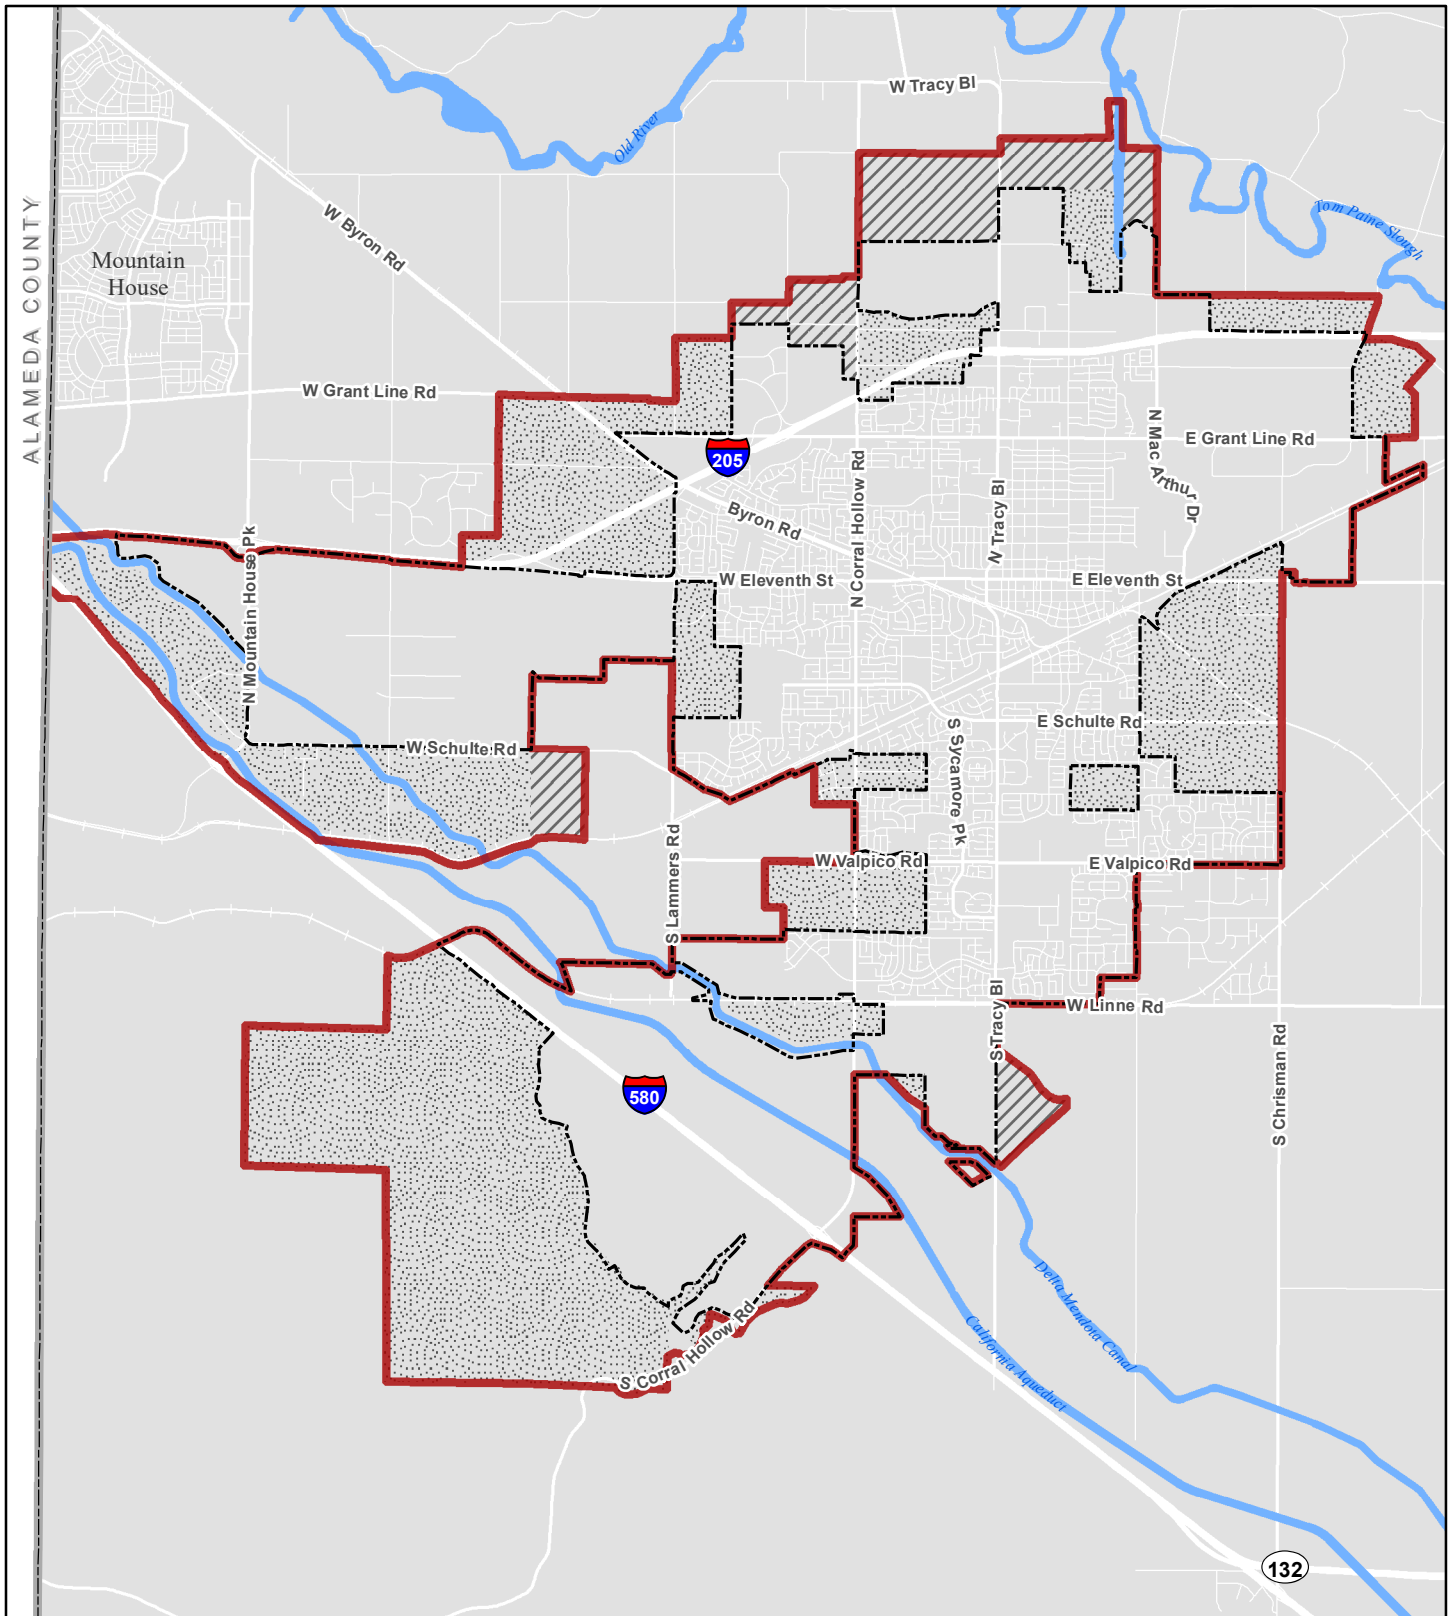 W Tracy Bl
Old River
Tom Paine Slough
W Byron Rd
ALAMEDA COUNTY
Mountain
House
W Grant Line Rd
N Mac Arthur Dr
E Grant Line Rd
205
N Corral Hollow Rd
N Tracy Bl
Byron Rd
N Mountain House Pk
W Eleventh St
E Eleventh St
E Schulte Rd
S Sycamore Pk
W Schulte Rd
S Lammers Rd
W Valpico Rd
E Valpico Rd
S Tracy Bl
W Linne Rd
S Chrisman Rd
580
Delta Mendota Canal
California Aqueduct
S Corral Hollow Rd
132